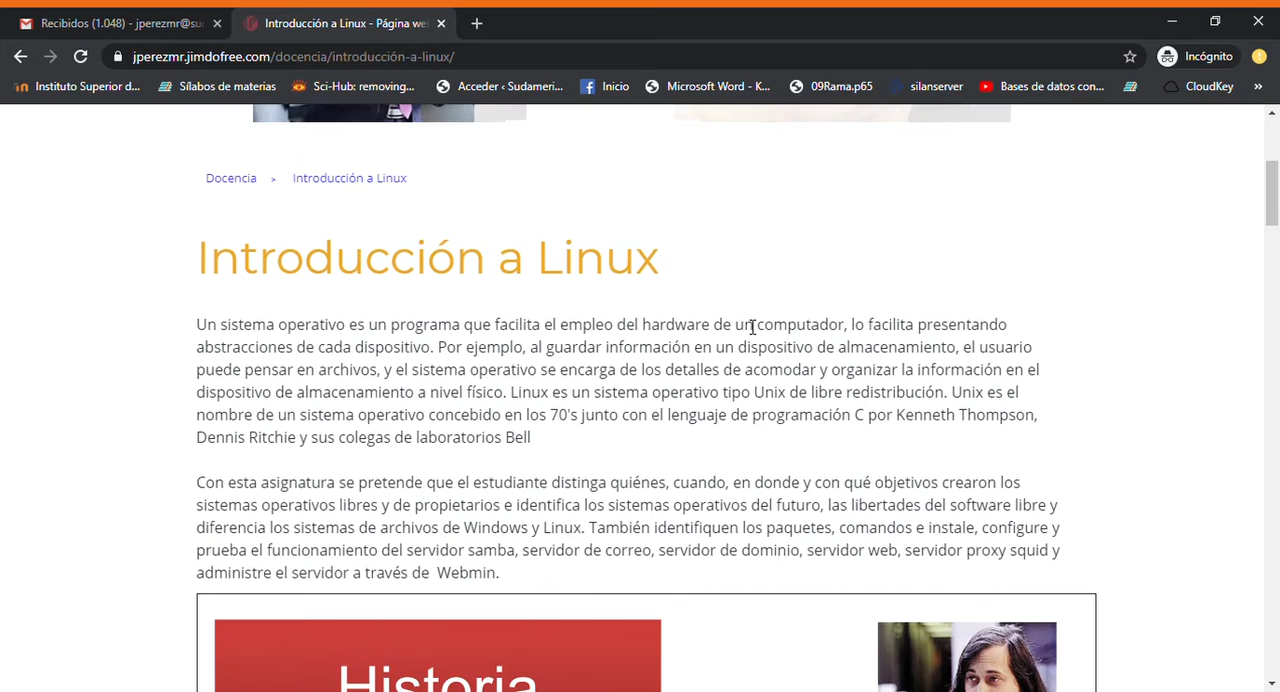 Recibidos (1.048) - jperezmr@su
Introducción a Linux - Página we
jperezmr.jimdofree.com/docencia/introducción-a-linux/
Incógnito
Instituto Superior d...
Sílabos de materias
Sci-Hub: removing...
Acceder ‹ Sudameri...
Inicio
Microsoft Word - K...
09Rama.p65
silanserver
Bases de datos con...
CloudKey
»
Docencia > Introducción a Linux
Introducción a Linux
Un sistema operativo es un programa que facilita el empleo del hardware de un computador, lo facilita presentando
abstracciones de cada dispositivo. Por ejemplo, al guardar información en un dispositivo de almacenamiento, el usuario
puede pensar en archivos, y el sistema operativo se encarga de los detalles de acomodar y organizar la información en el
dispositivo de almacenamiento a nivel físico. Linux es un sistema operativo tipo Unix de libre redistribución. Unix es el
nombre de un sistema operativo concebido en los 70's junto con el lenguaje de programación C por Kenneth Thompson,
Dennis Ritchie y sus colegas de laboratorios Bell
Con esta asignatura se pretende que el estudiante distinga quiénes, cuando, en donde y con qué objetivos crearon los
sistemas operativos libres y de propietarios e identifica los sistemas operativos del futuro, las libertades del software libre y
diferencia los sistemas de archivos de Windows y Linux. También identifiquen los paquetes, comandos e instale, configure y
prueba el funcionamiento del servidor samba, servidor de correo, servidor de dominio, servidor web, servidor proxy squid y
administre el servidor a través de  Webmin.
Historia